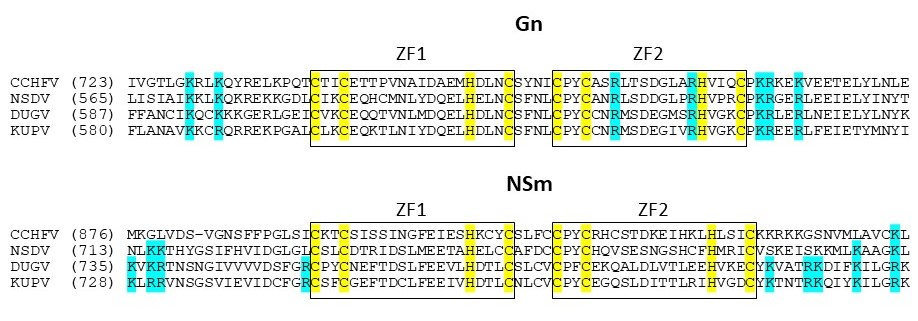 Gn
ZF1 ZF2
CCHFV (723) IVGTLGKRLKQYRELKPQTCTICETTPVNAIDAEMHDLNCSYNICPYCASRLTSDGLARHVIQCPKRKEKVEETELYLNLE
NSDV (565) LISIAIKKLKQKREKKGDLCIKCEQHCMNLYDQELHELNCSFNLCPYCANRLSDDGLPRHVPRCPKRGERLEEIELYINYT
DUGV (587) FFANCIKQCKKKGERLGEICVKCEQQTVNLMDQELHDLNCSFNLCPYCCNRMSDEGMSRHVGKCPKRLERLNEIELYLNYK
KUPV (580) FLANAVKKCRQRREKPGALCLKCEQKTLNIYDQELHDLNCSFNLCPYCCNRMSDEGIVRHVGKCPKREERLFEIETYMNYI
NSm
ZF1 ZF2
CCHFV (876) MKGLVDS-VGNSFFPGLSICKTCSISSINGFEIESHKCYCSLFCCPYCRHCSTDKEIHKLHLSICKKRKKGSNVMLAVCKL
NSDV (713) NLKKTHYGSIFHVIDGLGLCSLCDTRIDSLMEETAHELCCAFDCCPYCHQVSESNGSHCFHMRICVSKEISKKMLKAAGKL
DUGV (735) KVKRTNSNGIVVVVDSFGRCPYCNEFTDSLFEEVLHDTLCSLCVCPFCEKQALDLVTLEEHVKECYKVATRKDIFKILGRK
KUPV (728) KLRRVNSGSVIEVIDCFGRCSFCGEFTDCLFEEIVHDTLCNLCVCPYCEGQSLDITTLRIHVGDCYKTNTRKQIYKILGRK